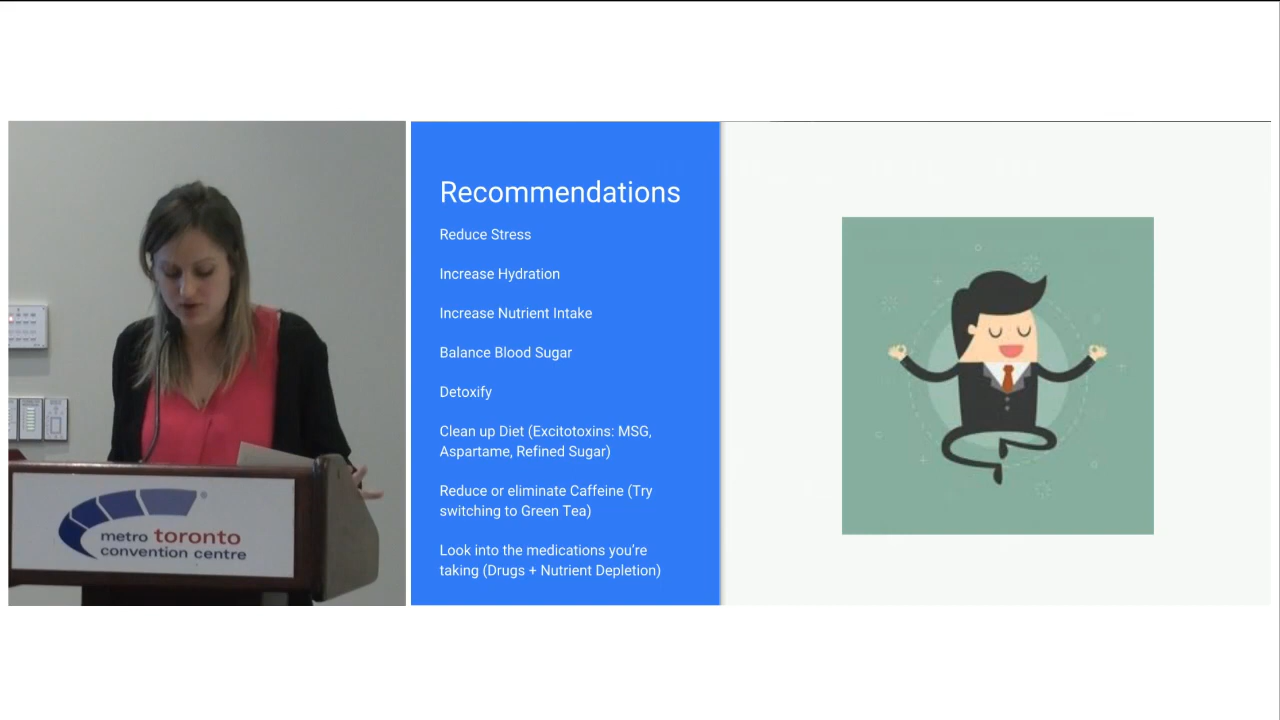 Recommendations
Reduce Stress
Increase Hydration
Increase Nutrient Intake
Balance Blood Sugar
Detoxify
Clean up Diet (Excitotoxins: MSG,
Aspartame, Refined Sugar)
Reduce or eliminate Caffeine (Try
switching to Green Tea)
Look into the medications you're
taking (Drugs + Nutrient Depletion)
metro toronto
convention centre